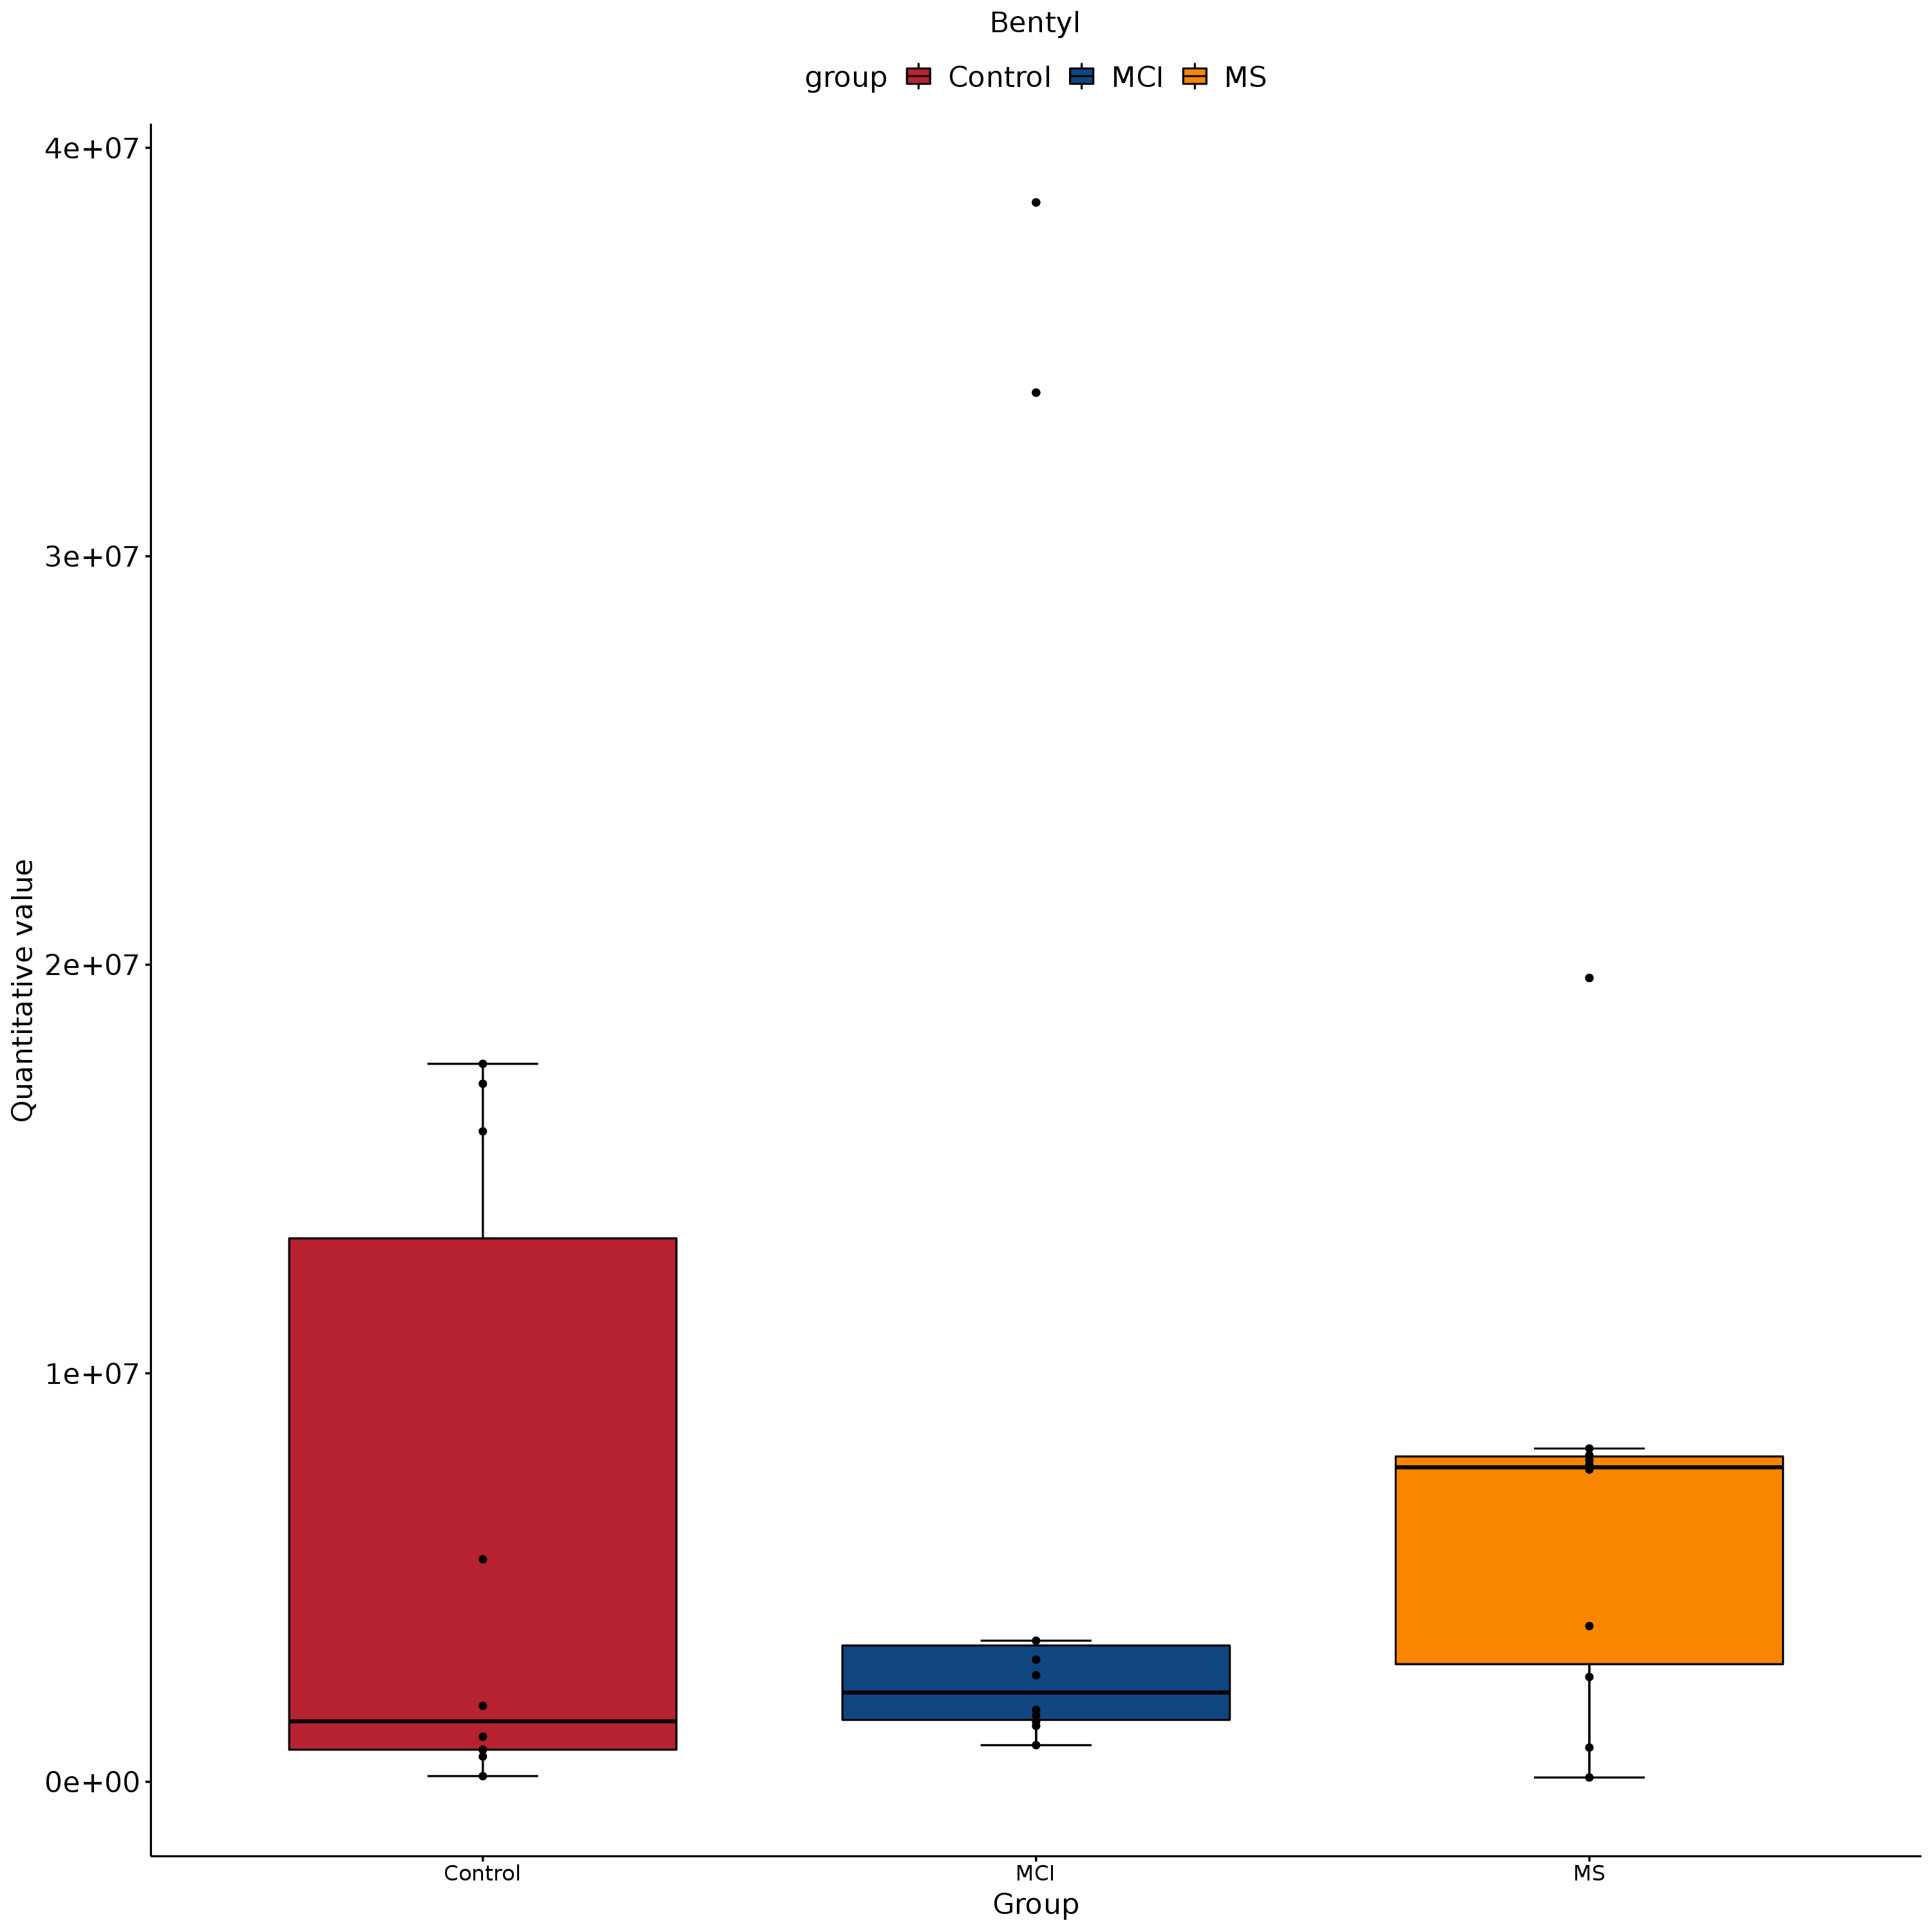 Bentyl
group Control MCI MS
4e+07
3e+07
2e+07
1e+07
0e+00
Quantitative value
Control MCI MS
Group